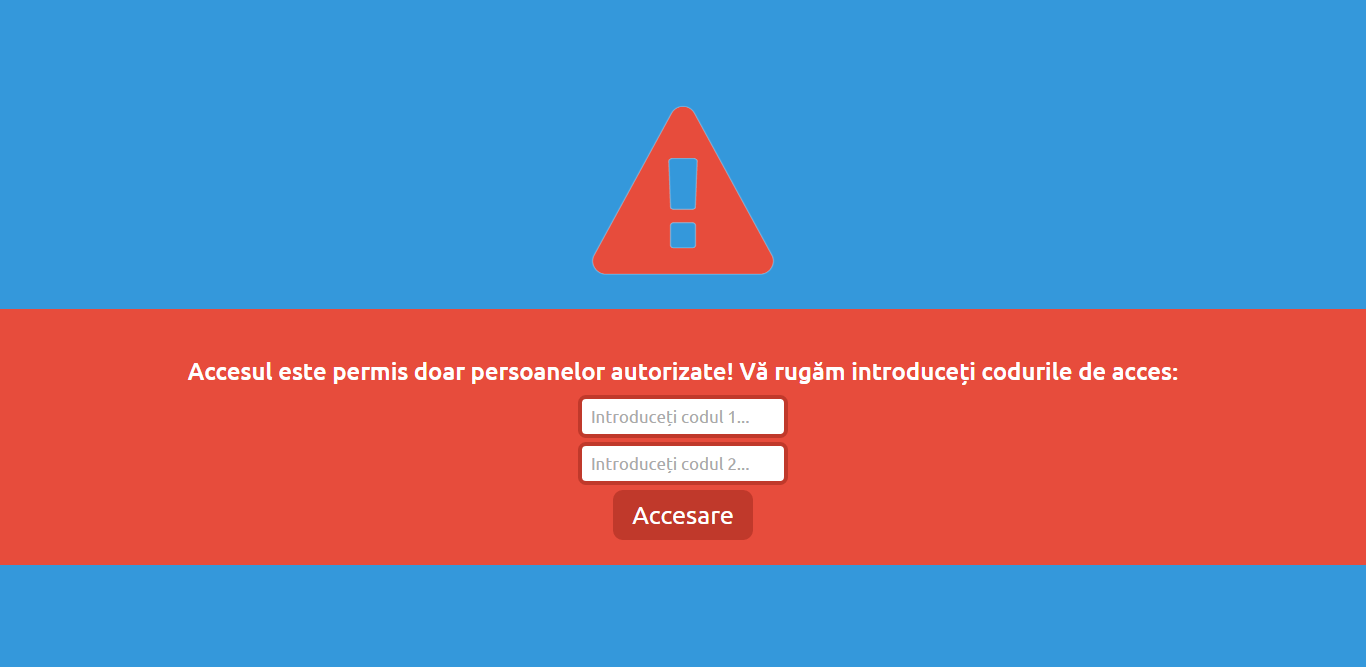 Accesul este permis doar persoanelor autorizate! Vă rugăm introduceți codurile de acces:
Introduceți codul 1...
Introduceți codul 2...
Accesare